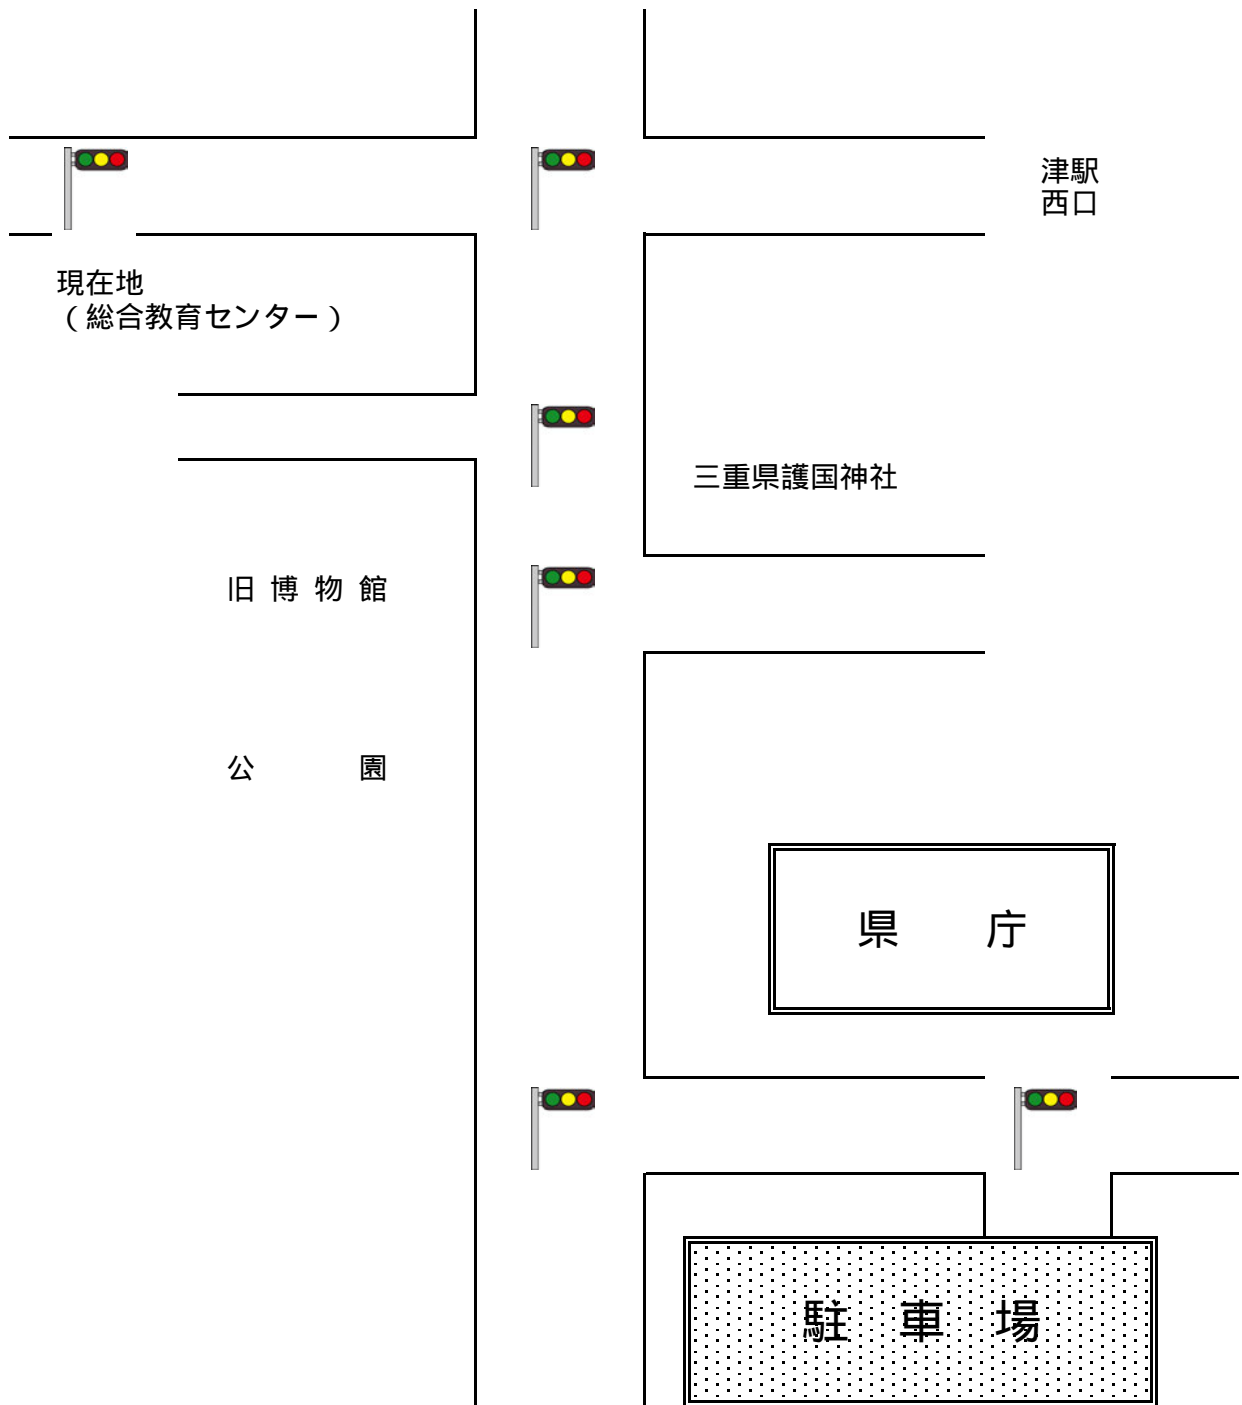 津駅
西口
現在地
（総合教育センター）
三重県護国神社
旧博物館
公園
県庁
駐車場